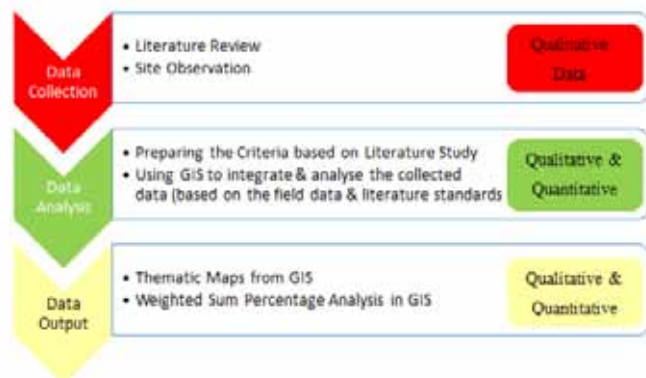 Data
Collection
• Literature Review
• Site Observation
Qualitative
Data
Data
Analysis
• Preparing the Criteria based on Literature Study
• Using GIS to integrate & analyse the collected
data (based on the field data & literature standards
Qualitative &
Quantitative
Data
Output
• Thematic Maps from GIS
• Weighted Sum Percentage Analysis in GIS
Qualitative &
Quantitative